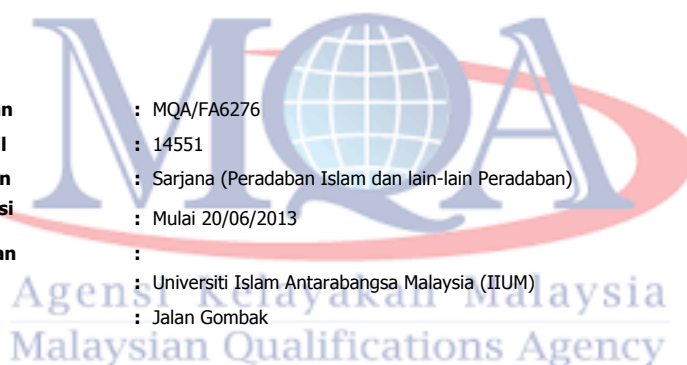 MQA
an : MQA/FA6276
l : 14551
n : Sarjana (Peradaban Islam dan lain-lain Peradaban)
si : Mulai 20/06/2013
an :
: Universiti Islam Antarabangsa Malaysia (IIUM)
: Jalan Gombak
Agensi Kelayakan Malaysia
Malaysian Qualifications Agency